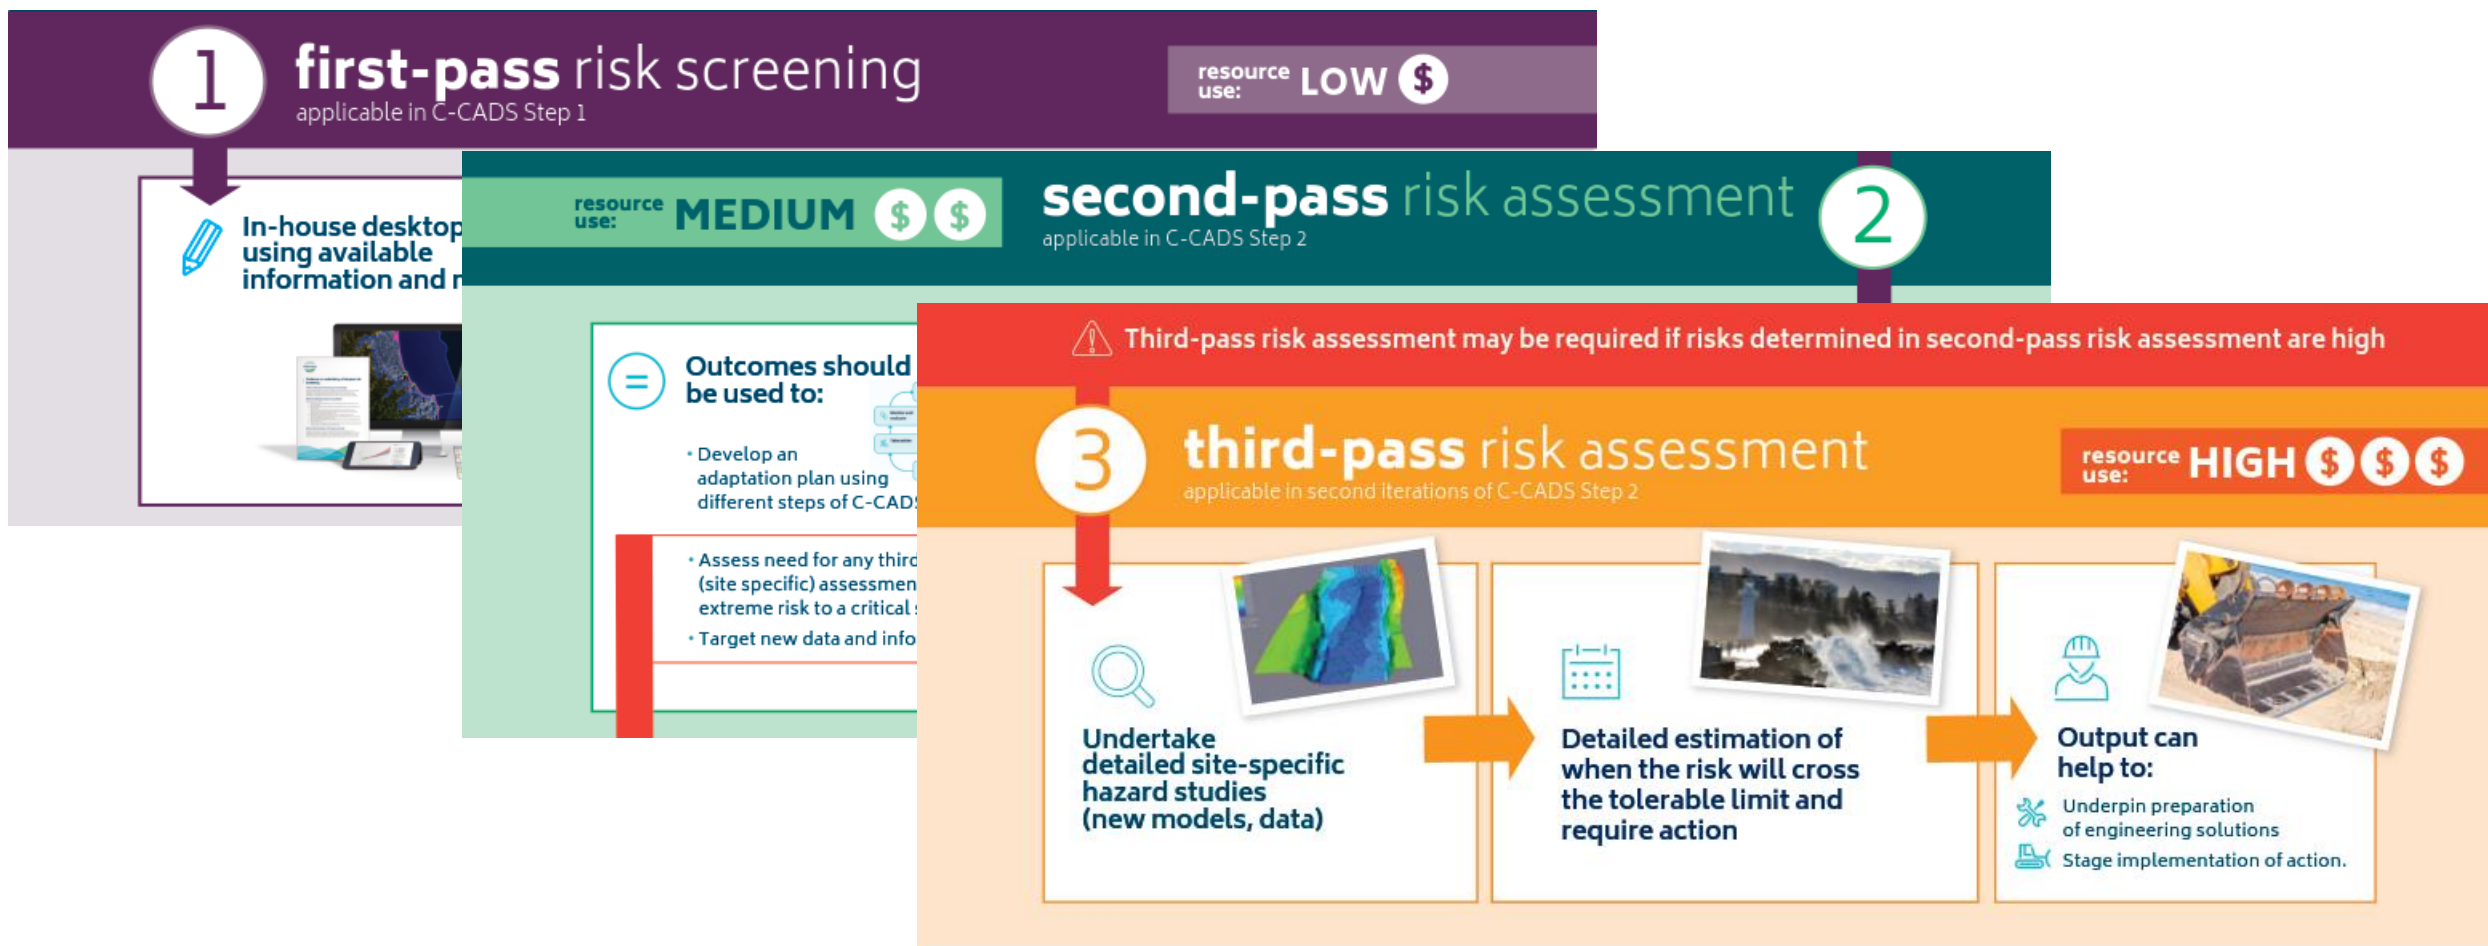 1
first-pass risk screening
applicable in C-CADS Step 1
resource
use: LOW $
In-house desktop
using available
information and
resource
use: MEDIUM $ $
second-pass risk assessment
applicable in C-CADS Step 2
2
=
Outcomes should
be used to:
• Develop an
adaptation plan using
different steps of C-CADS
• Assess need for any third
(site specific)
extreme risk to a critical
• Target new data and
Third-pass risk assessment may be required if risks determined in second-pass risk assessment are high
3
third-pass risk assessment
applicable in second iterations of C-CADS Step 2
resource
use: HIGH $ $ $
Undertake
detailed site-specific
hazard studies
(new models, data)
Detailed estimation of
when the risk will cross
the tolerable limit and
require action
Output can
help to:
Underpin preparation
of engineering solutions
Stage implementation of action.